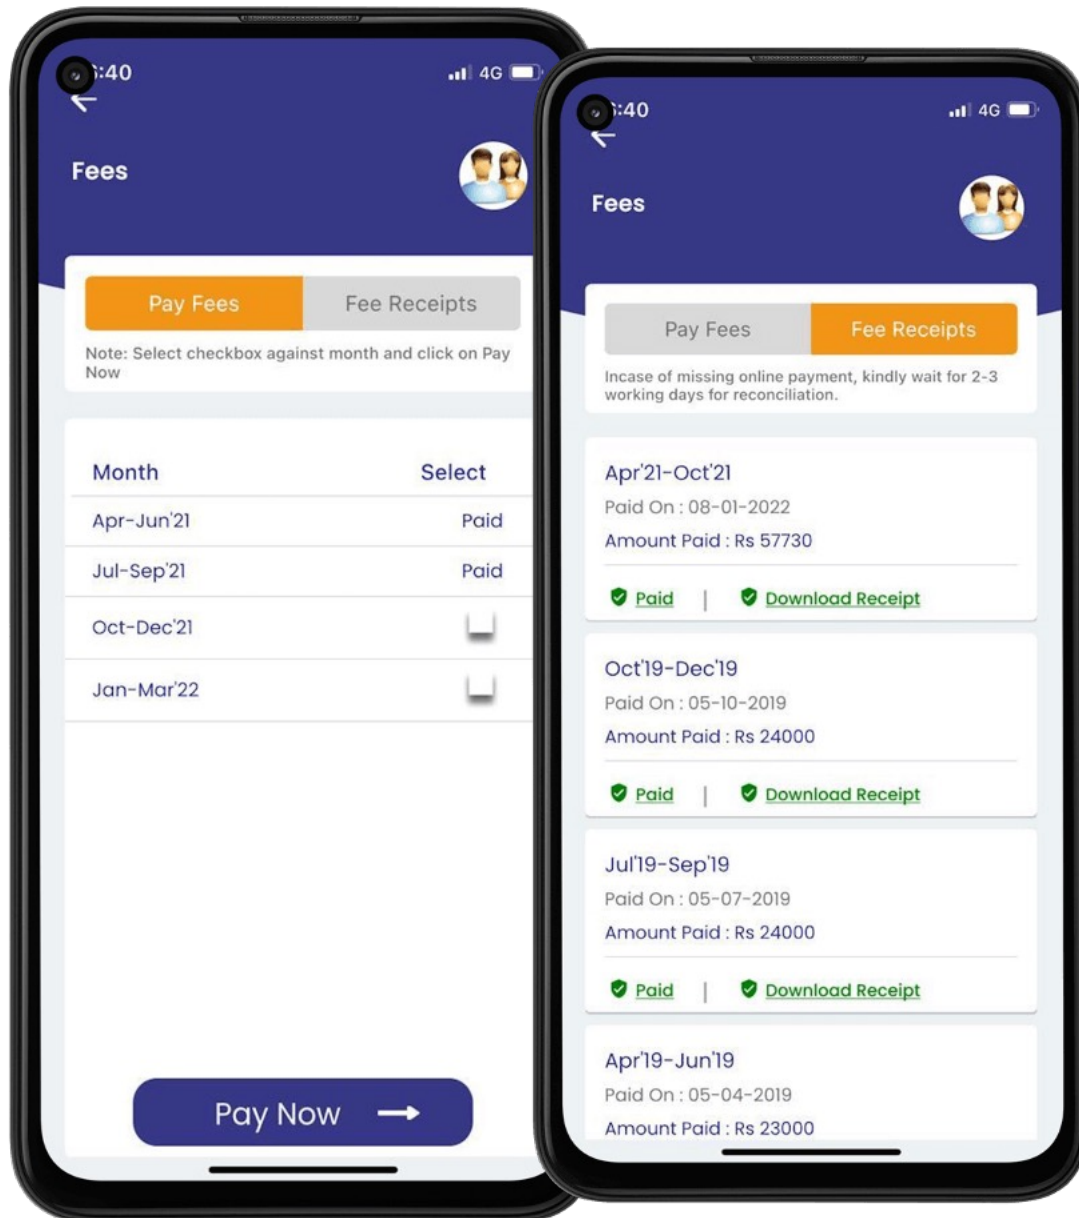 :40
4G
Fees
Pay Fees
Fee Receipts
Note: Select checkbox against month and click on Pay
Now
Month Select
Apr-Jun'21 Paid
Jul-Sep'21 Paid
Oct-Dec'21
Jan-Mar'22
Pay Now
:40
4G
Fees
Pay Fees
Fee Receipts
Incase of missing online payment, kindly wait for 2-3
working days for reconciliation.
Apr'21-Oct'21
Paid On : 08-01-2022
Amount Paid : Rs 57730
Paid | Download Receipt
Oct'19-Dec'19
Paid On : 05-10-2019
Amount Paid : Rs 24000
Paid | Download Receipt
Jul'19-Sep'19
Paid On : 05-07-2019
Amount Paid : Rs 24000
Paid | Download Receipt
Apr'19-Jun'19
Paid On : 05-04-2019
Amount Paid : Rs 23000